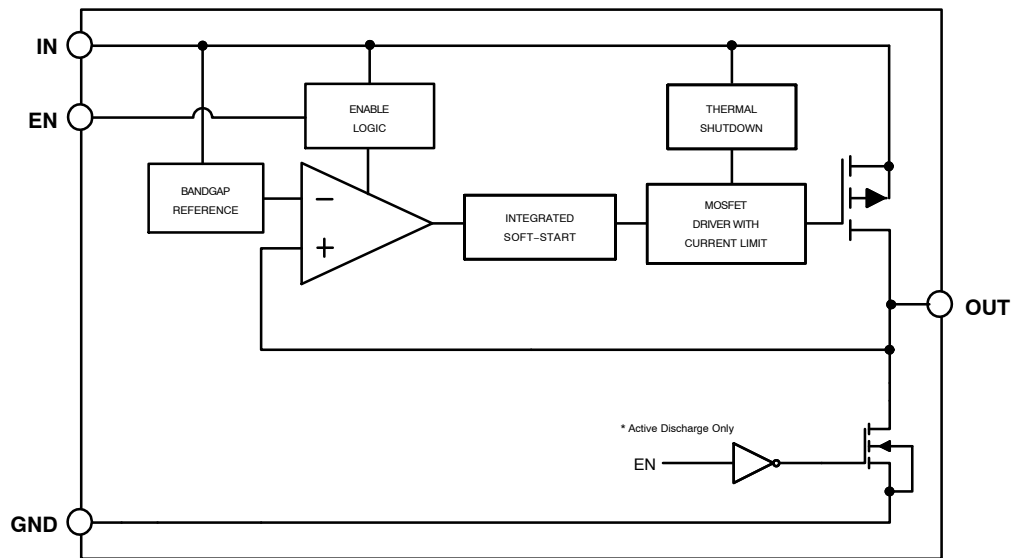 IN
EN
ENABLE
LOGIC
THERMAL
SHUTDOWN
BANDGAP
REFERENCE
−
+
INTEGRATED
SOFT−START
MOSFET
DRIVER WITH
CURRENT LIMIT
OUT
* Active Discharge Only
EN
GND